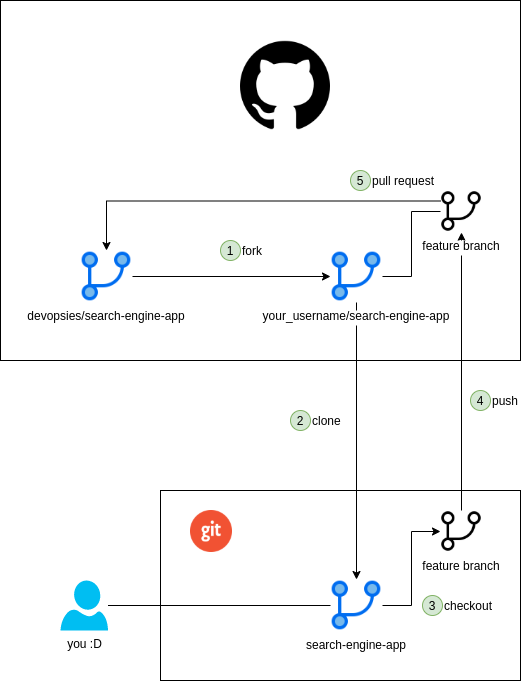 5 pull request
feature branch
1 fork
devopsies/search-engine-app
your_username/search-engine-app
4 push
2 clone
git
feature branch
3 checkout
you :D
search-engine-app